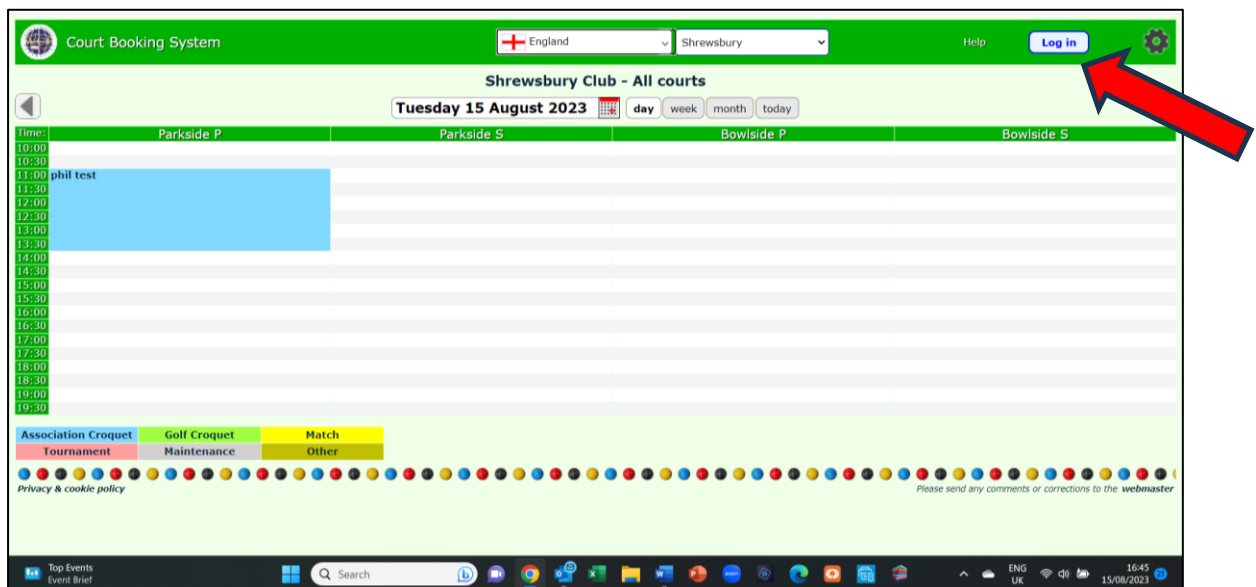 Court Booking System England Shrewsbury Help Log in
Shrewsbury Club - All courts
Tuesday 15 August 2023 day week month today
Time: Parkside P Parkside S Bowlside P Bowlside S
10:00
10:30
11:00 phil test
11:30
12:00
12:30
13:00
13:30
14:00
14:30
15:00
15:30
16:00
16:30
17:00
17:30
18:00
18:30
19:00
19:30
Association Croquet Golf Croquet Match
Tournament Maintenance Other
Privacy & cookie policy Please send any comments or corrections to the webmaster
Top Events
Event Brief
Search
ENG
UK
16:45
15/08/2023